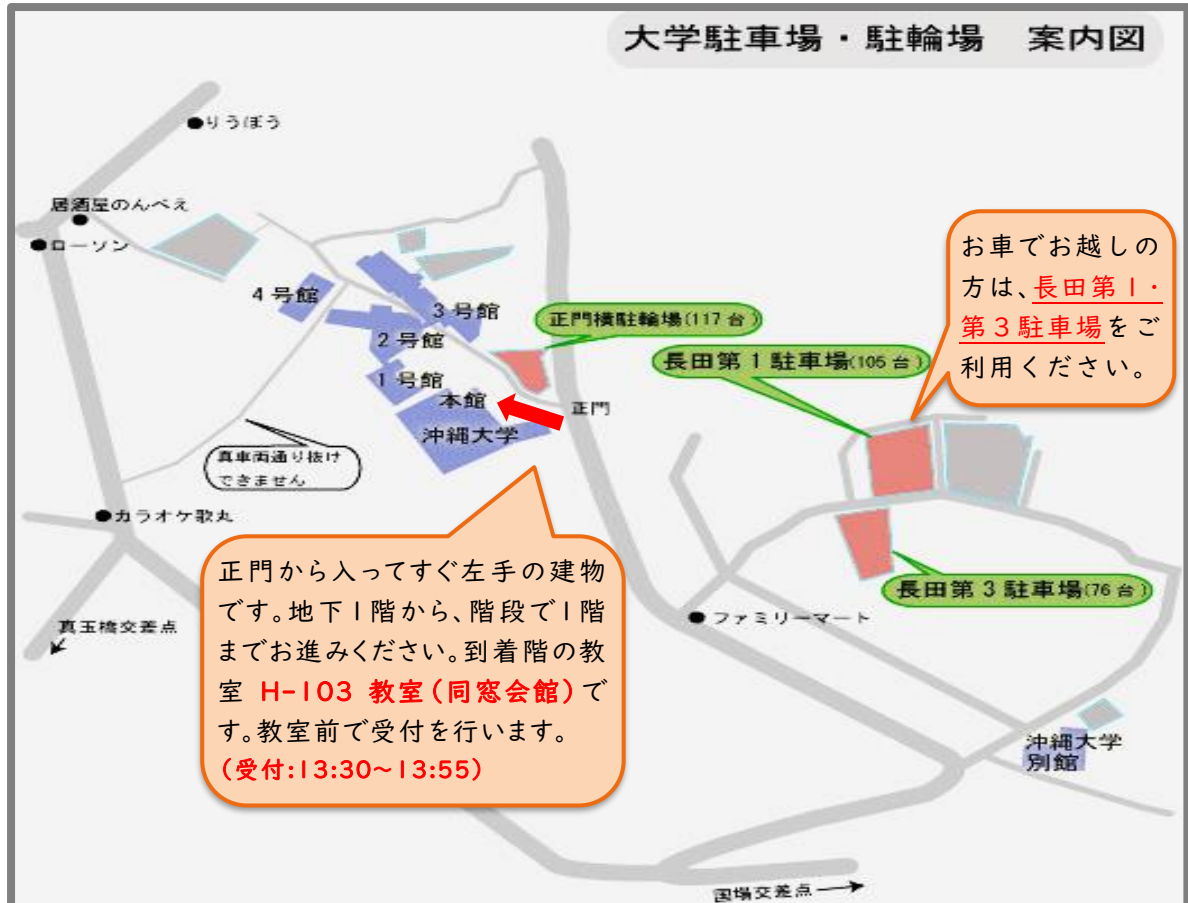 大学駐車場・駐輪場 案内図
●りうぼう
居酒屋のんべえ
●ローソン
お車でお越しの
方は、長田第1・
第3駐車場をご
利用ください。
4号館
3号館
正門横駐輪場(117台)
2号館
長田第1駐車場(105台)
1号館
本館
正門
沖縄大学
真車両通り抜け
できません
●カラオケ歌丸
正門から入ってすぐ左手の建物
です。地下1階から、階段で1階
までお進みください。到着階の教
室 H-103 教室(同窓会館)で
す。教室前で受付を行います。
(受付:13:30~13:55)
長田第3駐車場(76台)
●ファミリーマート
真玉橋交差点
沖縄大学
別館
国場交差点